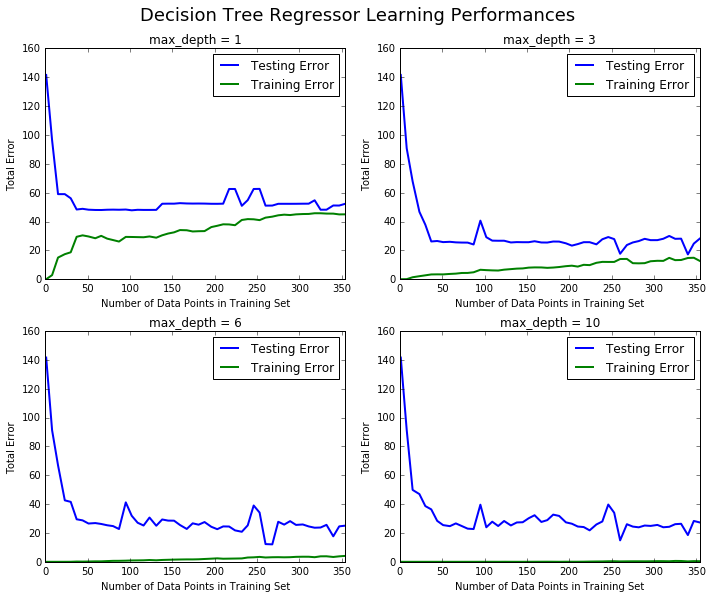 Decision Tree Regressor Learning Performances
max_depth = 1
160
140
120
100
80
60
40
20
0
Total Error
Testing Error
Training Error
0 50 100 150 200 250 300 350
Number of Data Points in Training Set
max_depth = 3
160
140
120
100
80
60
40
20
0
Total Error
Testing Error
Training Error
0 50 100 150 200 250 300 350
Number of Data Points in Training Set
max_depth = 6
160
140
120
100
80
60
40
20
0
Total Error
Testing Error
Training Error
0 50 100 150 200 250 300 350
Number of Data Points in Training Set
max_depth = 10
160
140
120
100
80
60
40
20
0
Total Error
Testing Error
Training Error
0 50 100 150 200 250 300 350
Number of Data Points in Training Set